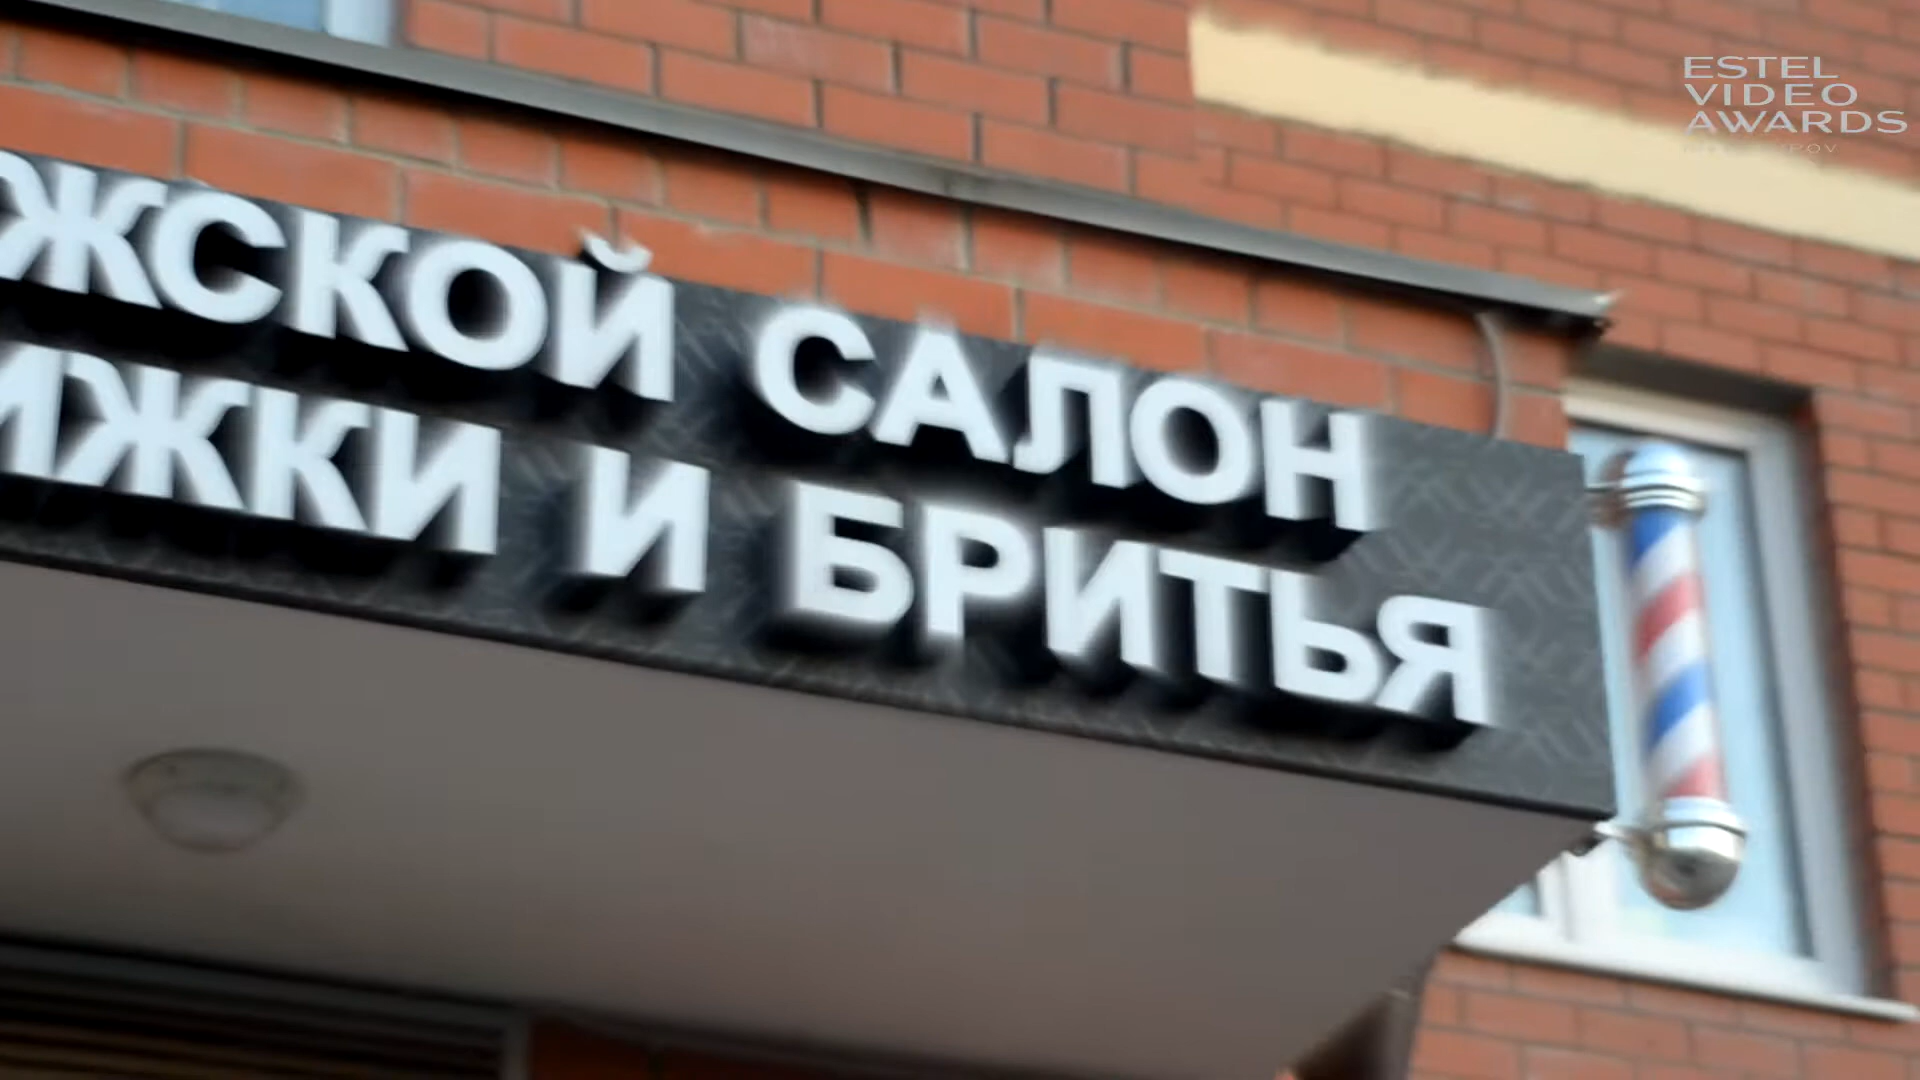 ЖСКОЙ САЛОН
ИЖКИ И БРИТЬЯ
ESTEL
VIDEO
AWARDS